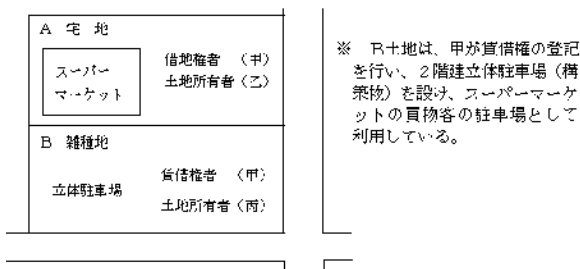 A 宅 地
スーパー
マーケット
借地権者 （甲）
土地所有者（乙）
B 雑種地
立体駐車場
賃借権者 （甲）
土地所有者（丙）
※ B土地は、甲が賃借権の登記
を行い、２階建立体駐車場（構
築物）を設け、スーパーマーケ
ットの買物客の駐車場として
利用している。